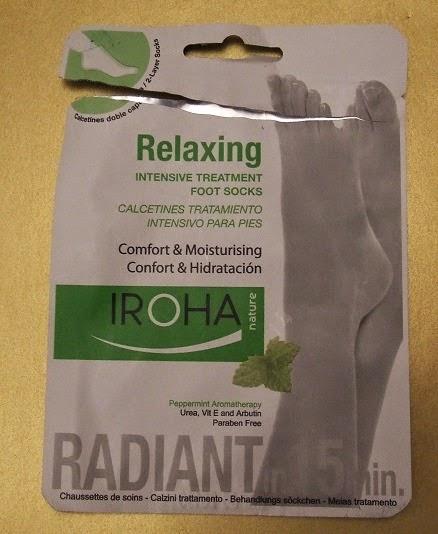 Calcetines doble capa / 2-Layer Socks
Relaxing
INTENSIVE TREATMENT
FOOT SOCKS
CALCETINES TRATAMIENTO
INTENSIVO PARA PIES
Comfort & Moisturising
Confort & Hidratación
IROHA
nature
Peppermint Aromatherapy
Urea, Vit E and Arbutin
Paraben Free
RADIANT in 15 min.
Chaussettes de soins - Calzini trattamento - Behandlungs söckchen - Meias tratamento